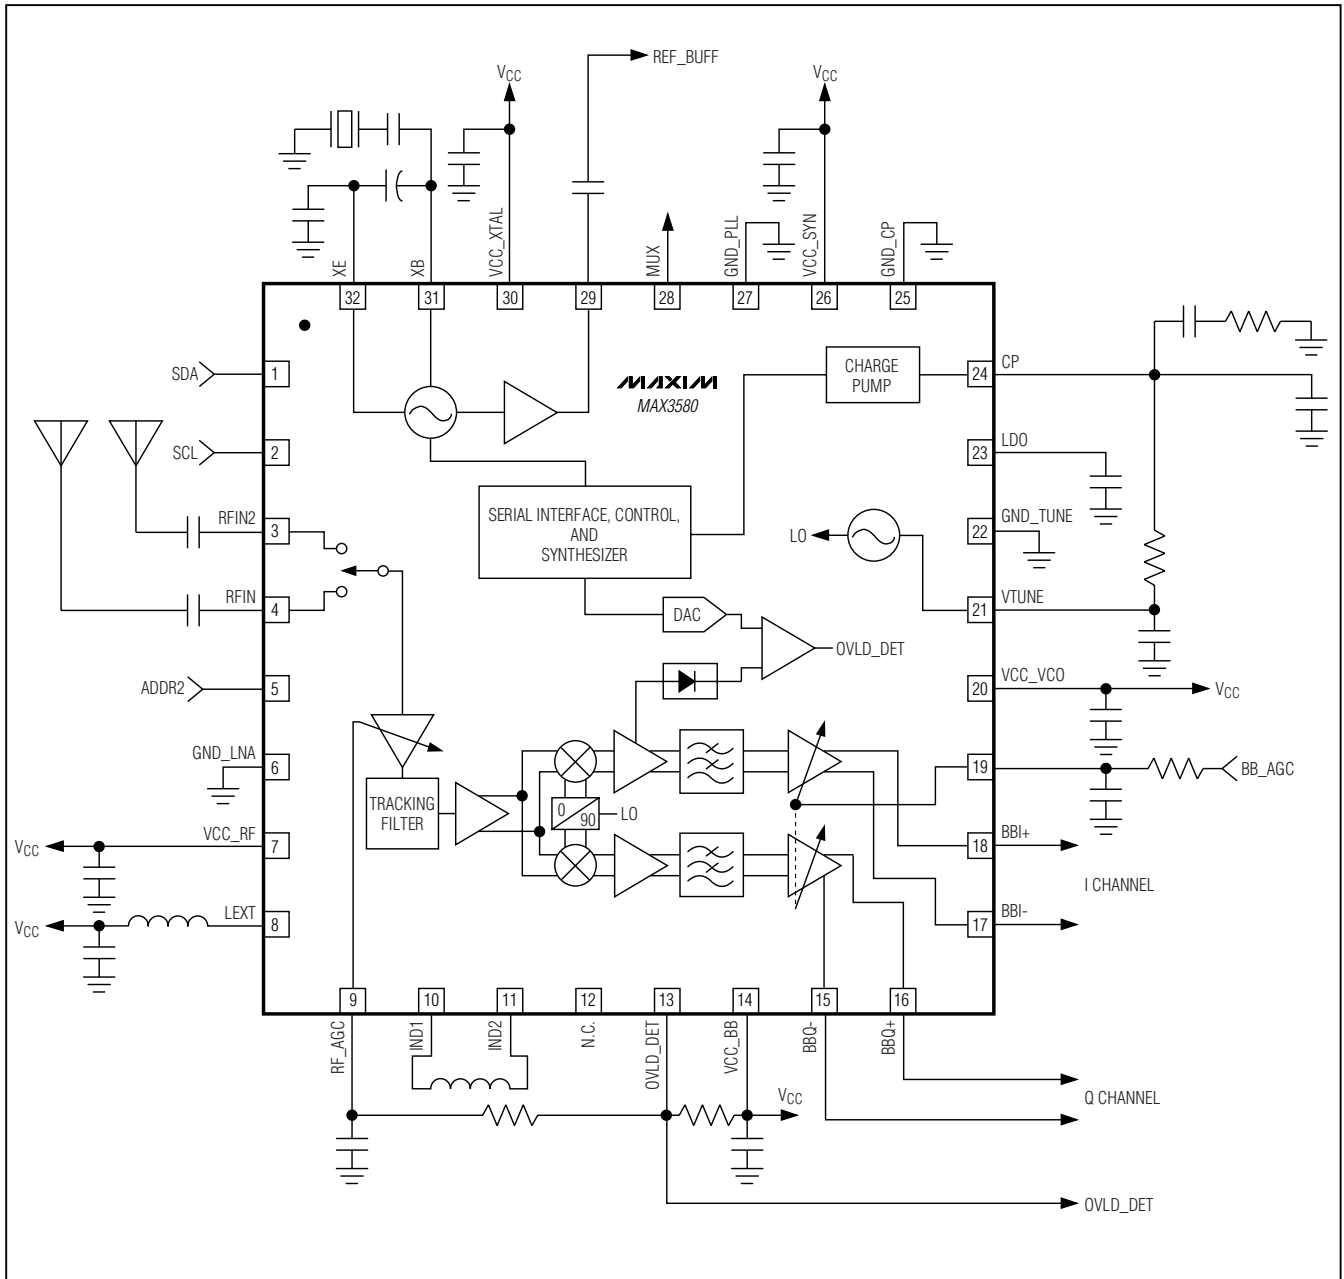 REF_BUFF
VCC
VCC
XE
XB
VCC_XTAL
MUX
GND_PLL
VCC_SYN
GND_CP
32
31
30
29
28
27
26
25
SDA
1
SCL
2
RFIN2
3
RFIN
4
ADDR2
5
GND_LNA
6
VCC
VCC_RF
7
VCC
LEXT
8
MAXIM
MAX3580
CHARGE
PUMP
SERIAL INTERFACE, CONTROL,
AND
SYNTHESIZER
LO
DAC
OVLD_DET
TRACKING
FILTER
0
90
LO
24
CP
23
LDO
22
GND_TUNE
21
VTUNE
20
VCC_VCO
VCC
19
BB_AGC
18
BBI+
I CHANNEL
17
BBI-
9
10
11
12
13
14
15
16
RF_AGC
IND1
IND2
N.C.
OVLD_DET
VCC_BB
BBQ-
BBQ+
VCC
Q CHANNEL
OVLD_DET